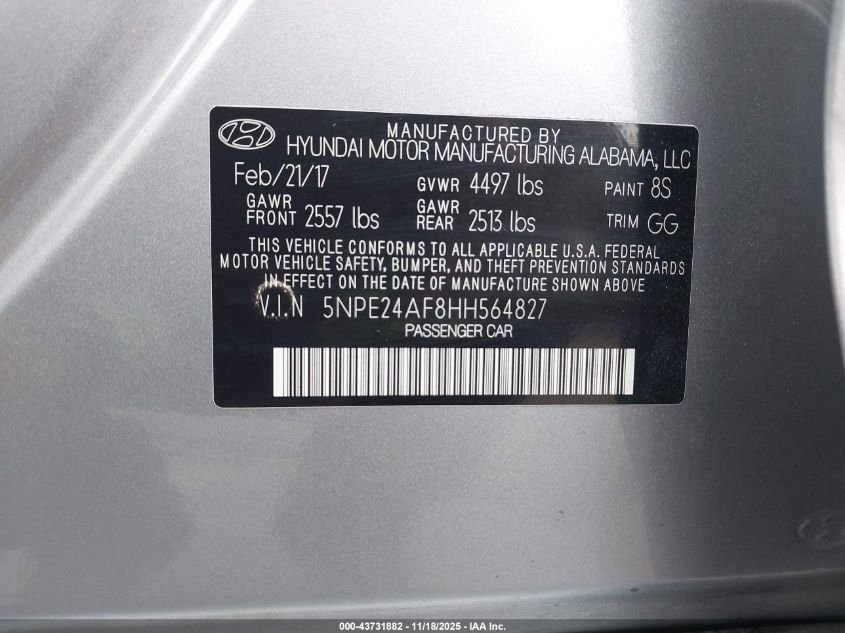 MANUFACTURED BY
HYUNDAI MOTOR MANUFACTURING ALABAMA, LLC
Feb/21/17 GVWR 4497 lbs PAINT 8S
GAWR FRONT 2557 lbs GAWR REAR 2513 lbs TRIM GG
THIS VEHICLE CONFORMS TO ALL APPLICABLE U.S.A. FEDERAL
MOTOR VEHICLE SAFETY, BUMPER, AND THEFT PREVENTION STANDARDS
IN EFFECT ON THE DATE OF MANUFACTURE SHOWN ABOVE
V.I.N 5NPE24AF8HH564827
PASSENGER CAR
000-43731882 — 11/18/2025 - IAA Inc.